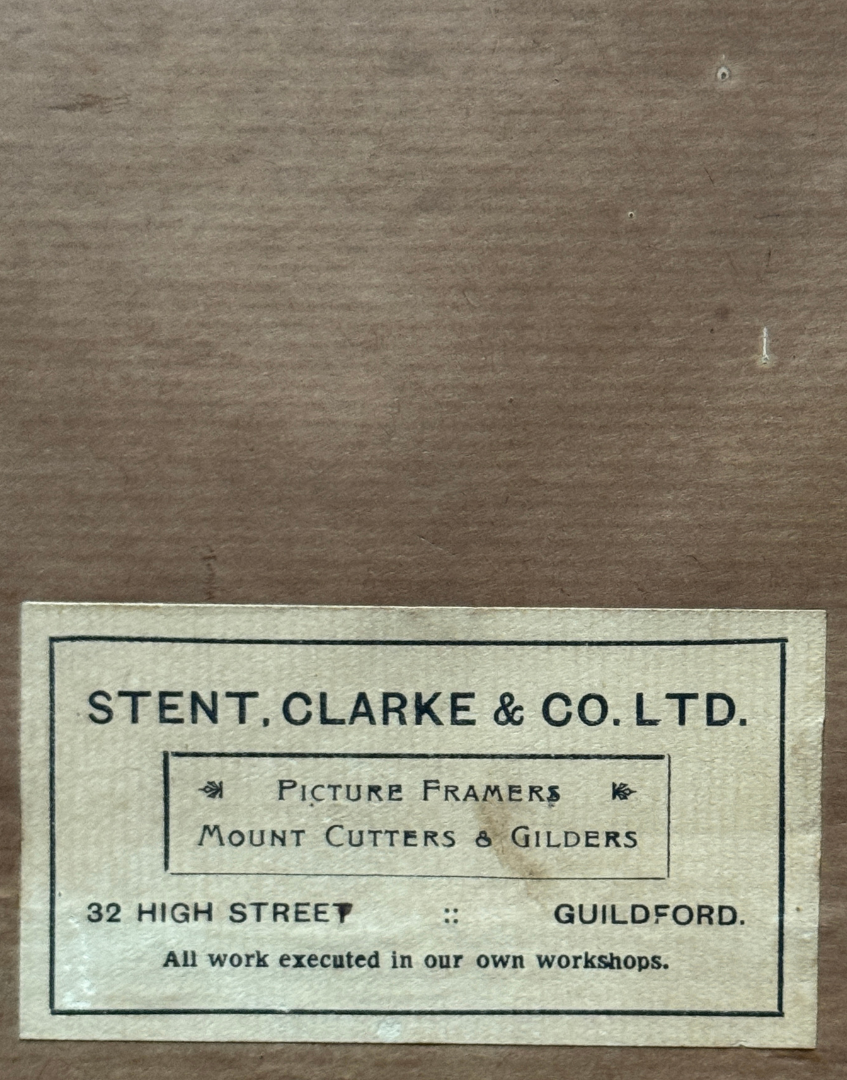 STENT, CLARKE & CO. LTD.
PICTURE FRAMERS
MOUNT CUTTERS & GILDERS
32 HIGH STREET :: GUILDFORD.
All work executed in our own workshops.